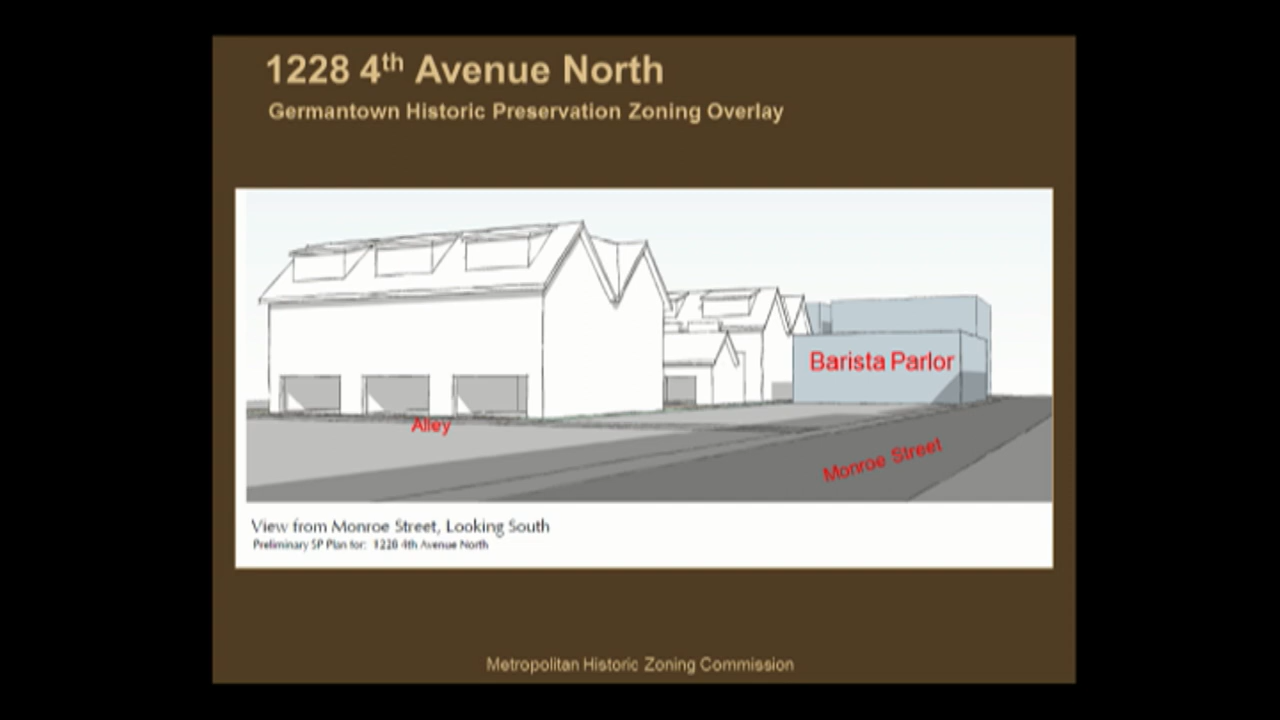 1228 4th Avenue North
Germantown Historic Preservation Zoning Overlay
Barista Parlor
Alley
Monroe Street
View from Monroe Street, Looking South
Preliminary SP Plan for: 1228 4th Avenue North
Metropolitan Historic Zoning Commission